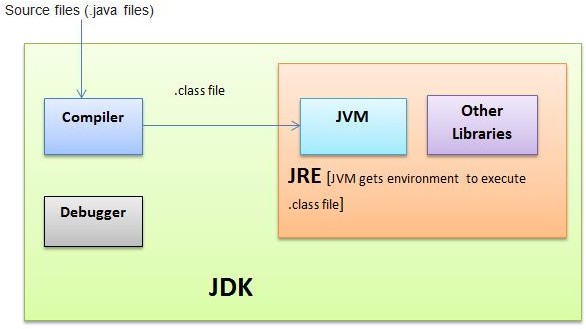 Source files (.java files)
.class file
Compiler
JVM
Other
Libraries
JRE [JVM gets environment to execute
.class file]
Debugger
JDK